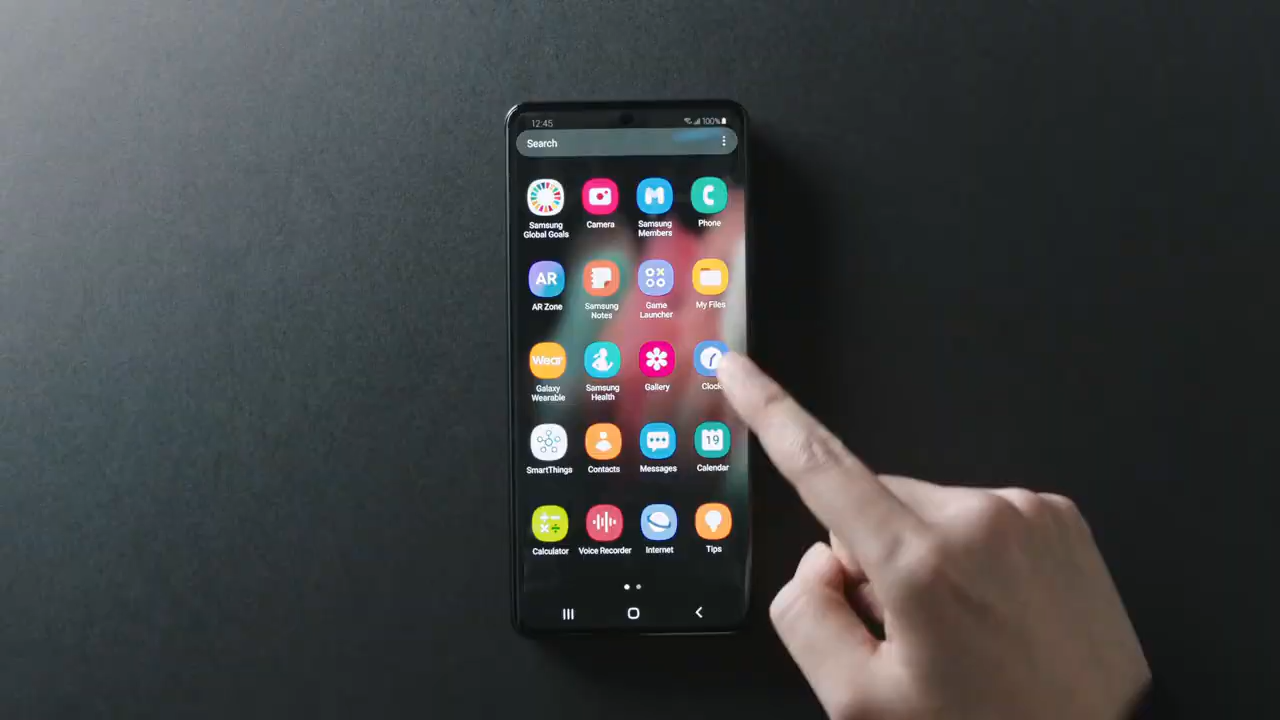 12:45 100%
Search
Samsung Global Goals
Camera
Samsung Members
Phone
AR
AR Zone
Samsung Notes
Game Launcher
My Files
Wear
Galaxy Wearable
Samsung Health
Gallery
Clock
SmartThings
Contacts
Messages
19
Calendar
Calculator
Voice Recorder
Internet
Tips